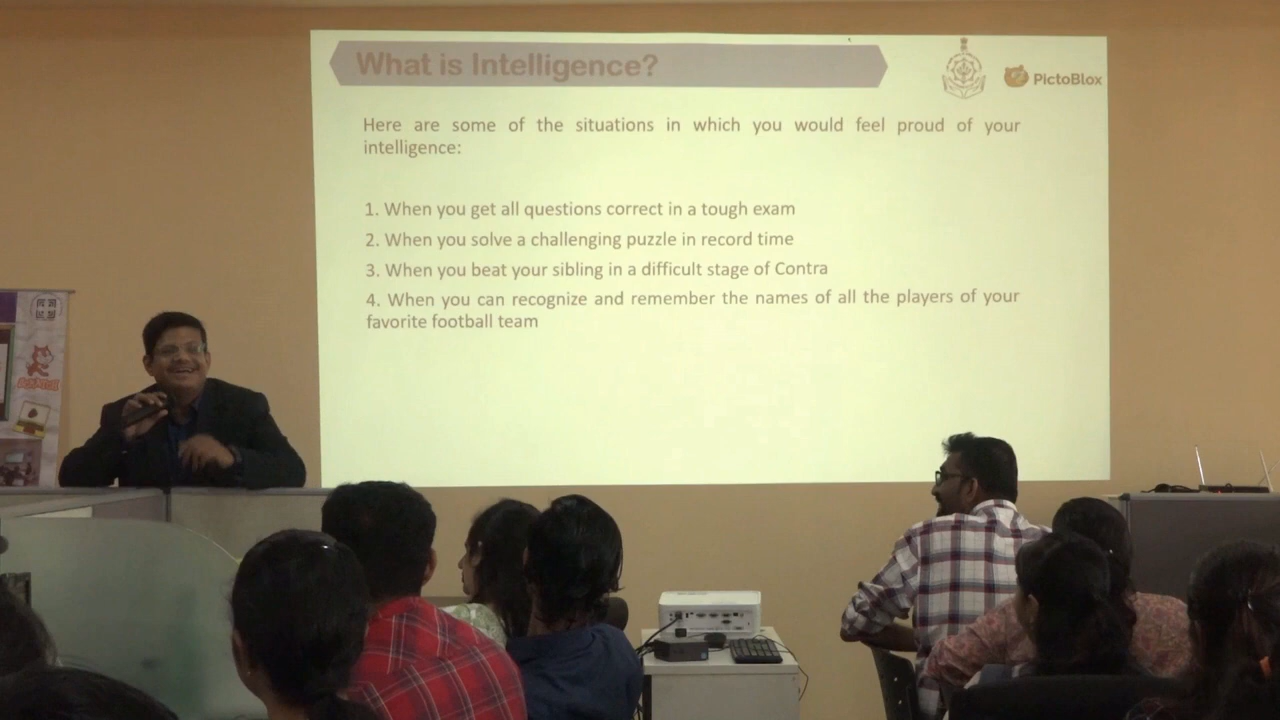 What is Intelligence?
PictoBlox
Here are some of the situations in which you would feel proud of your
intelligence:
1. When you get all questions correct in a tough exam
2. When you solve a challenging puzzle in record time
3. When you beat your sibling in a difficult stage of Contra
4. When you can recognize and remember the names of all the players of your
favorite football team